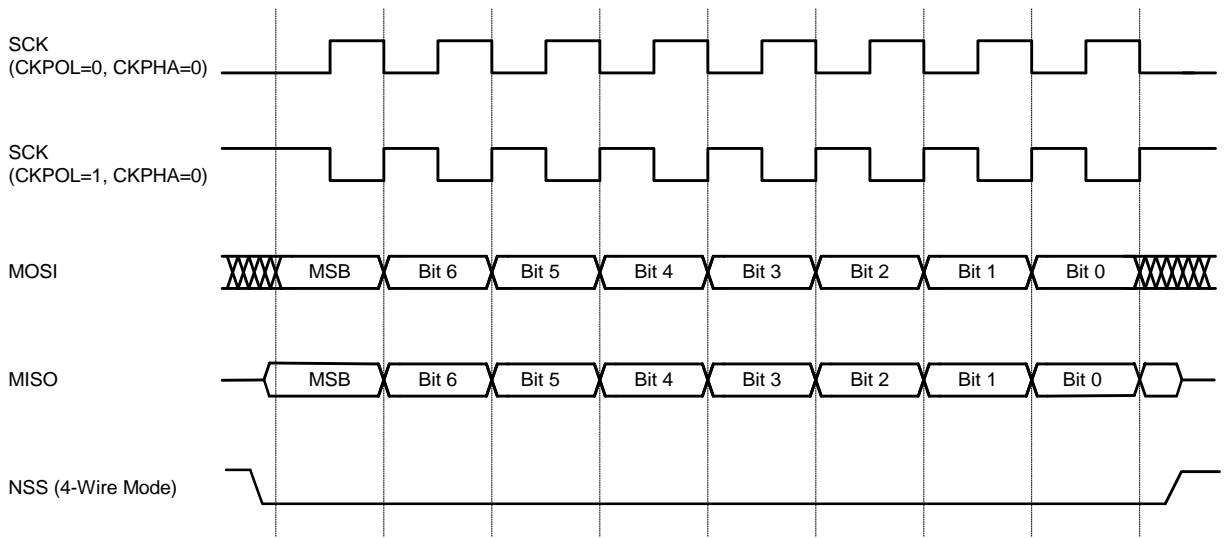 SCK
(CKPOL=0, CKPHA=0)
SCK
(CKPOL=1, CKPHA=0)
MOSI
MSB Bit 6 Bit 5 Bit 4 Bit 3 Bit 2 Bit 1 Bit 0
MISO
MSB Bit 6 Bit 5 Bit 4 Bit 3 Bit 2 Bit 1 Bit 0
NSS (4-Wire Mode)